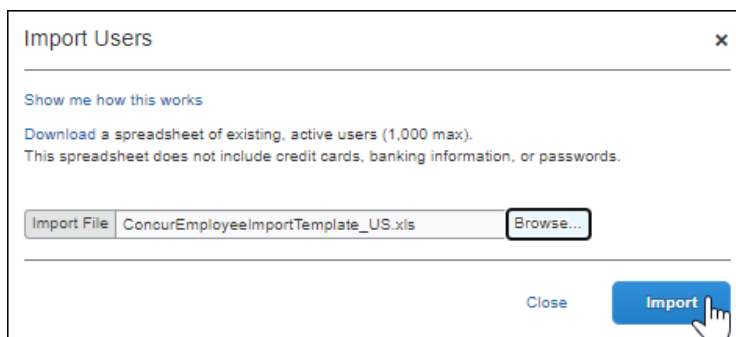 Import Users
×
Show me how this works
Download a spreadsheet of existing, active users (1,000 max).
This spreadsheet does not include credit cards, banking information, or passwords.
Import File ConcurEmployeeImportTemplate_US.xls Browse...
Close Import